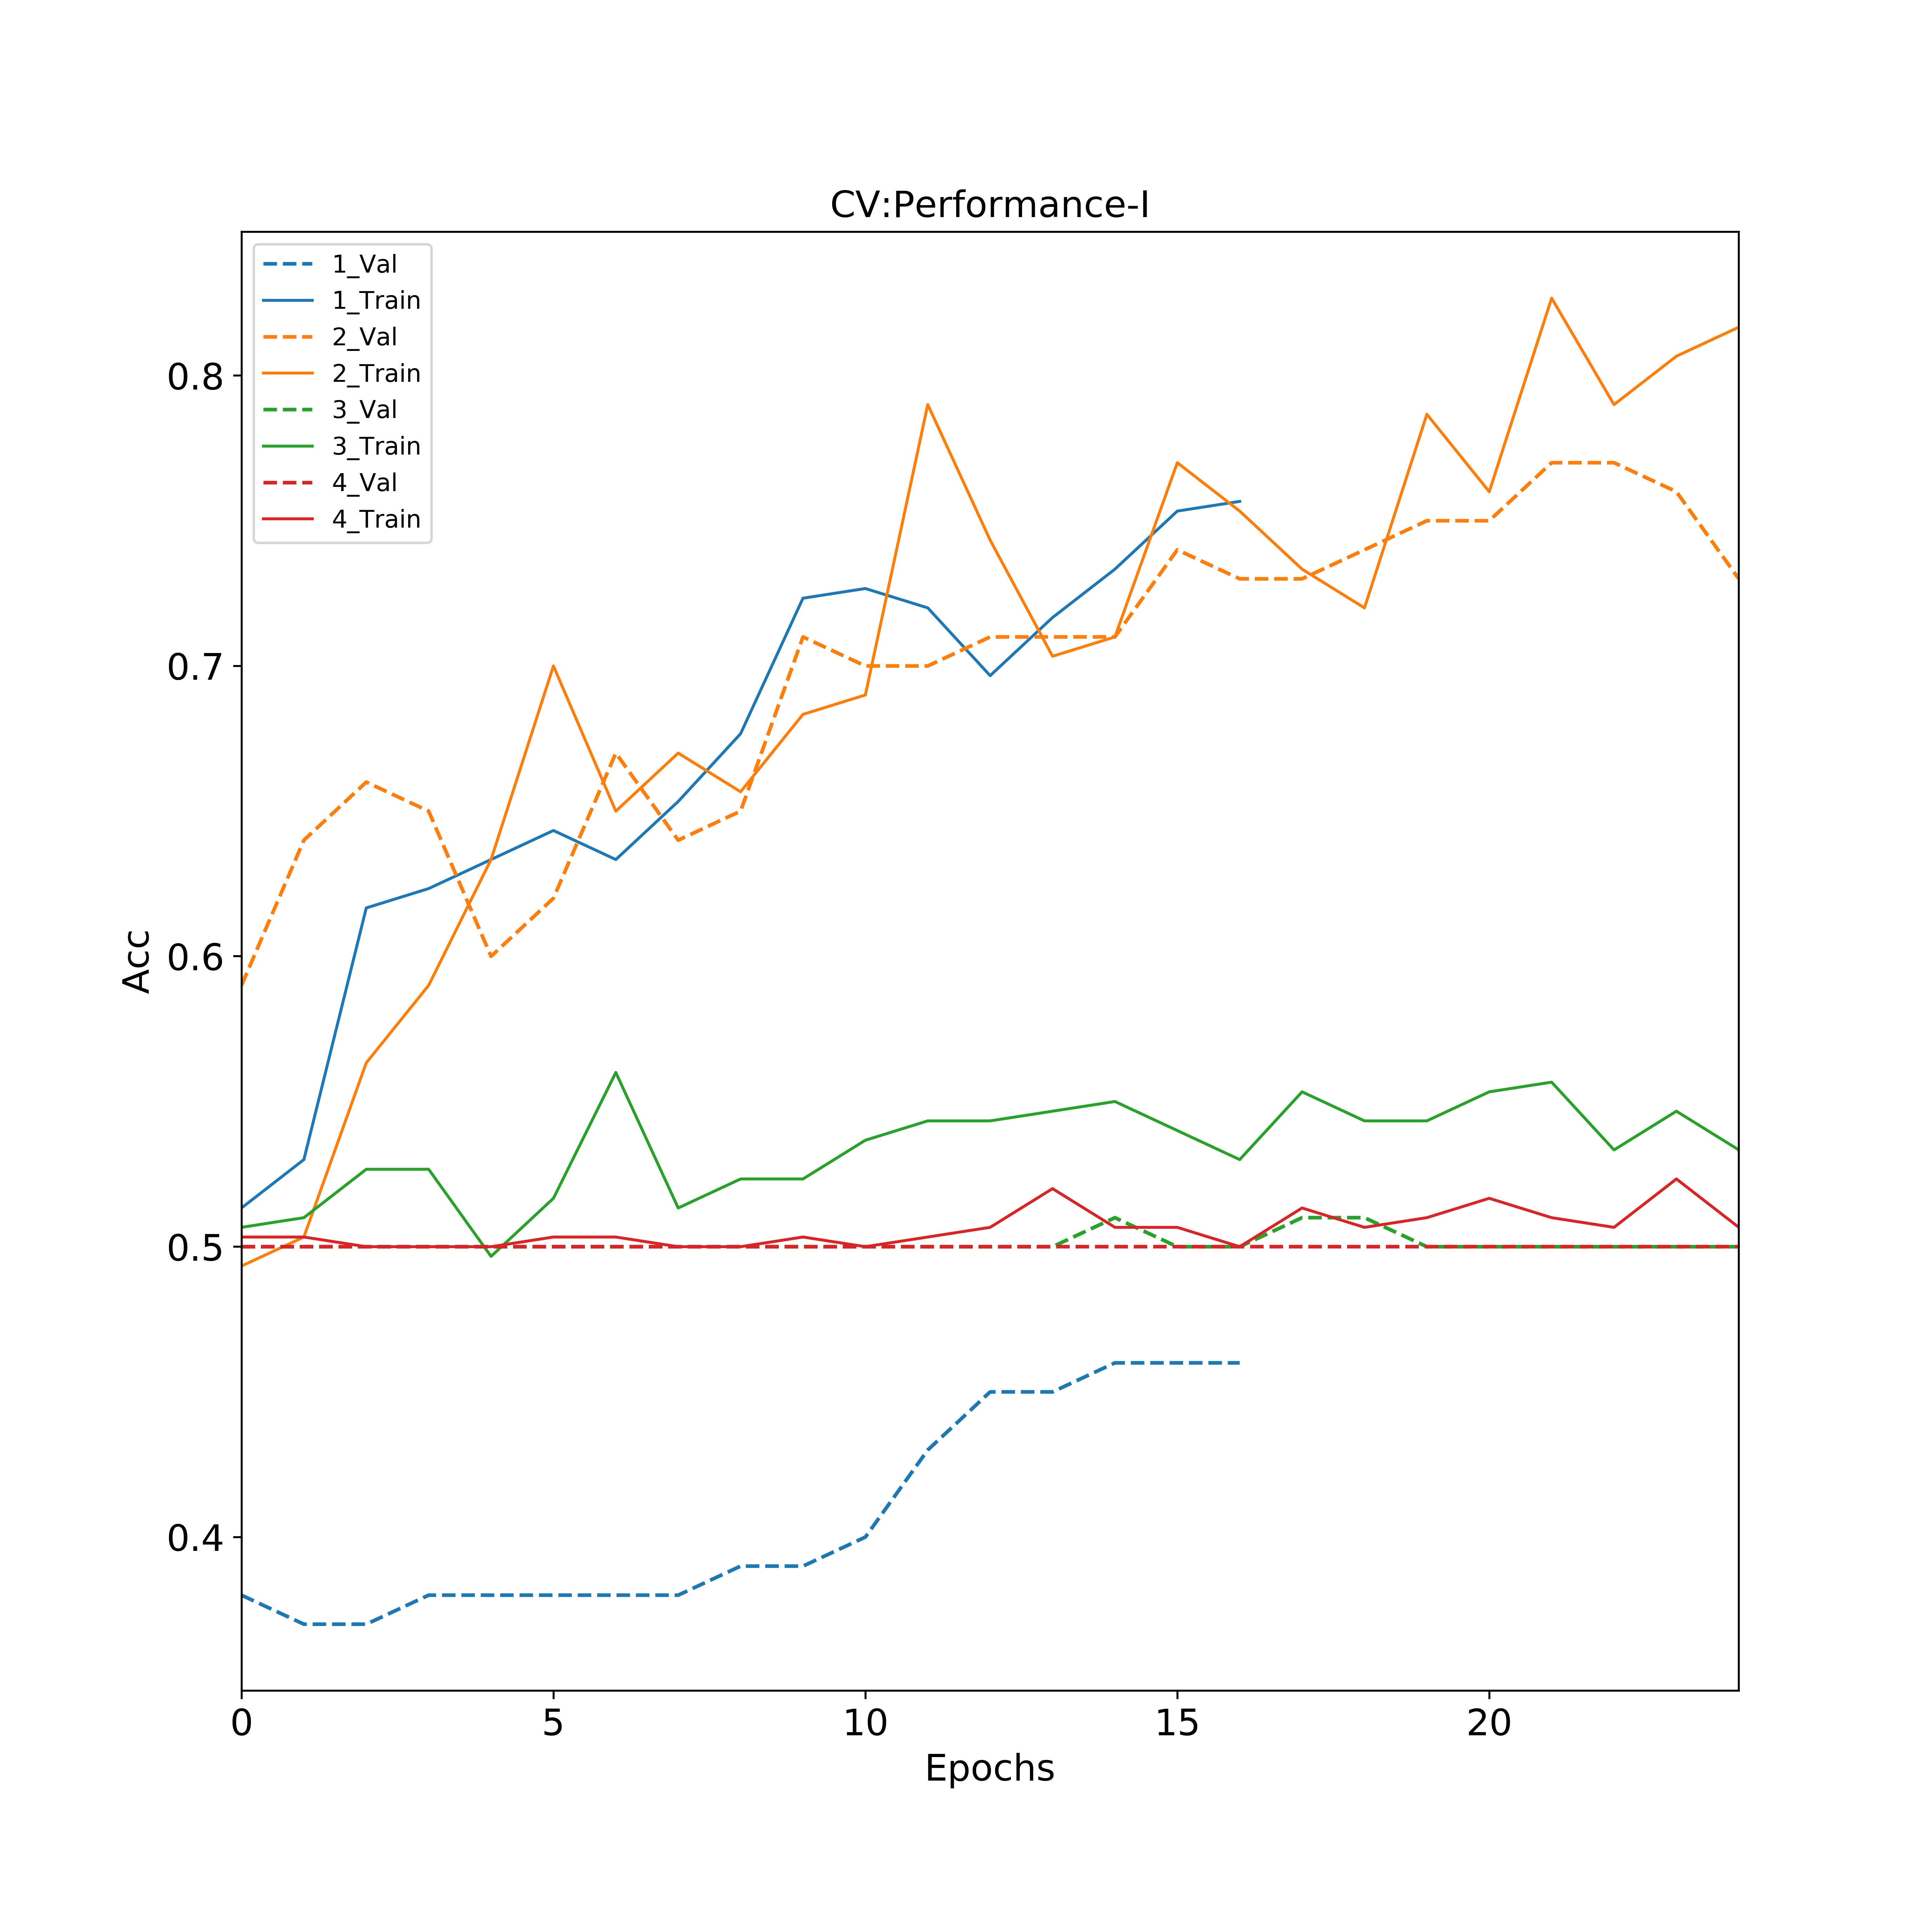 CV:Performance-I
1_Val
1_Train
2_Val
2_Train
3_Val
3_Train
4_Val
4_Train
0.8
0.7
0.6
0.5
0.4
Acc
0 5 10 15 20
Epochs